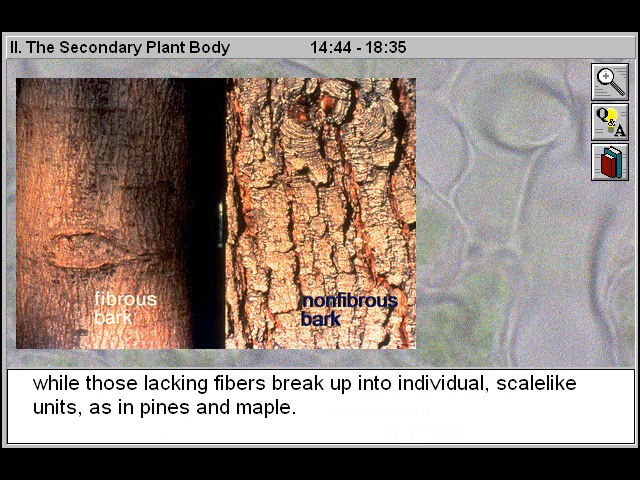 II. The Secondary Plant Body 14:44 - 18:35
Q & A
fibrous
bark
nonfibrous
bark
while those lacking fibers break up into individual, scalelike
units, as in pines and maple.